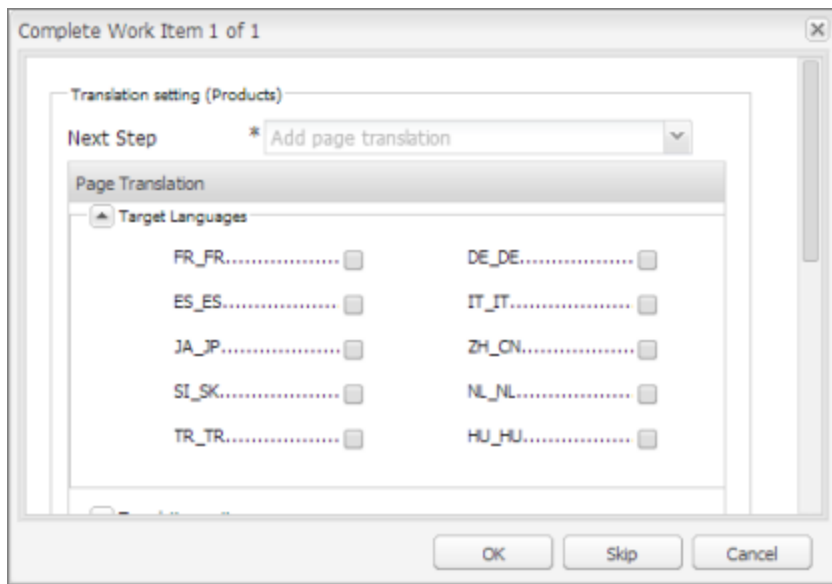 Complete Work Item 1 of 1
Translation setting (Products)
Next Step * Add page translation
Page Translation
Target Languages
FR_FR................... DE_DE...................
ES_ES................... IT_IT...................
JA_JP................... ZH_CN...................
SI_SK................... NL_NL...................
TR_TR................... HU_HU...................
OK Skip Cancel